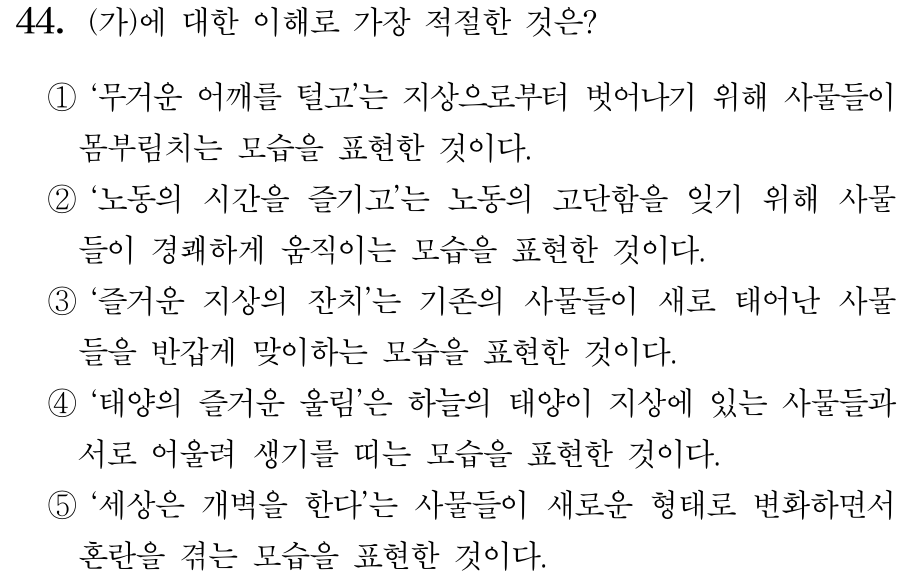 44. (가)에 대한 이해로 가장 적절한 것은?
① ‘무거운 어깨를 털고’는 지상으로부터 벗어나기 위해 사물들이
몸부림치는 모습을 표현한 것이다.
② ‘노동의 시간을 즐기고’는 노동의 고단함을 잊기 위해 사물
들이 경쾌하게 움직이는 모습을 표현한 것이다.
③ ‘즐거운 지상의 잔치’는 기존의 사물들이 새로 태어난 사물
들을 반갑게 맞이하는 모습을 표현한 것이다.
④ ‘태양의 즐거운 울림’은 하늘의 태양이 지상에 있는 사물들과
서로 어울려 생기를 띠는 모습을 표현한 것이다.
⑤ ‘세상은 개벽을 한다’는 사물들이 새로운 형태로 변화하면서
혼란을 겪는 모습을 표현한 것이다.